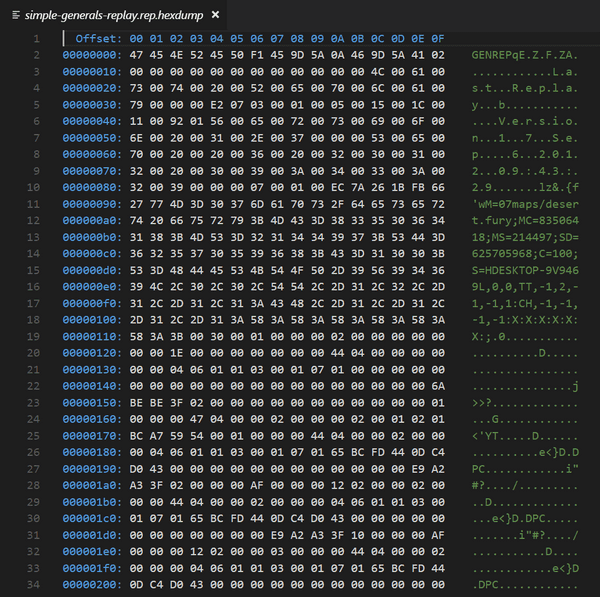 simple-generals-replay.rep.hexdump ×
1 Offset: 00 01 02 03 04 05 06 07 08 09 0A 0B 0C 0D 0E 0F
2 00000000: 47 45 4E 52 45 50 F1 45 9D 5A 0A 46 9D 5A 41 02 GENREPqE.Z.F.ZA.
3 00000010: 00 00 00 00 00 00 00 00 00 00 00 00 4C 00 61 00 ............L.a.
4 00000020: 73 00 74 00 20 00 52 00 65 00 70 00 6C 00 61 00 s.t...R.e.p.l.a.
5 00000030: 79 00 00 00 E2 07 03 00 01 00 05 00 15 00 1C 00 y...b...........
6 00000040: 11 00 92 01 56 00 65 00 72 00 73 00 69 00 6F 00 ....V.e.r.s.i.o.
7 00000050: 6E 00 20 00 31 00 2E 00 37 00 00 00 53 00 65 00 n...1...7...S.e.
8 00000060: 70 00 20 00 20 00 36 00 20 00 32 00 30 00 31 00 p.....6...2.0.1.
9 00000070: 32 00 20 00 30 00 39 00 3A 00 34 00 33 00 3A 00 2...0.9.:.4.3.:.
10 00000080: 32 00 39 00 00 00 07 00 01 00 EC 7A 26 1B FB 66 2.9.......lz&.{f
11 00000090: 27 77 4D 3D 30 37 6D 61 70 73 2F 64 65 73 65 72 'wM=07maps/deser
12 000000a0: 74 20 66 75 72 79 3B 4D 43 3D 38 33 35 30 36 34 t.fury;MC=835064
13 000000b0: 31 38 3B 4D 53 3D 32 31 34 34 39 37 3B 53 44 3D 18;MS=214497;SD=
14 000000c0: 36 32 35 37 30 35 39 36 38 3B 43 3D 31 30 30 3B 625705968;C=100;
15 000000d0: 53 3D 48 44 45 53 4B 54 4F 50 2D 39 56 39 34 36 S=HDESKTOP-9V946
16 000000e0: 39 4C 2C 30 2C 30 2C 54 54 2C 2D 31 2C 32 2C 2D 9L,0,0,TT,-1,2,-
17 000000f0: 31 2C 2D 31 2C 31 3A 43 48 2C 2D 31 2C 2D 31 2C 1,-1,1:CH,-1,-1,
18 00000100: 2D 31 2C 2D 31 3A 58 3A 58 3A 58 3A 58 3A 58 3A -1,-1:X:X:X:X:X:
19 00000110: 58 3A 3B 00 30 00 01 00 00 00 02 00 00 00 00 00 X:;.0...........
20 00000120: 00 00 1E 00 00 00 00 00 00 00 44 04 00 00 00 00 ..........D.....
21 00000130: 00 00 04 06 01 01 03 00 01 07 01 00 00 00 00 00 ................
22 00000140: 00 00 00 00 00 00 00 00 00 00 00 00 00 00 00 6A ...............j
23 00000150: BE BE 3F 02 00 00 00 00 00 00 00 00 00 00 00 01 >>?.............
24 00000160: 00 00 00 47 04 00 00 02 00 00 00 02 00 01 02 01 ...G............
25 00000170: BC A7 59 54 00 01 00 00 00 44 04 00 00 02 00 00 <'YT.....D......
26 00000180: 00 04 06 01 01 03 00 01 07 01 65 BC FD 44 0D C4 ..........e<}D.D
27 00000190: D0 43 00 00 00 00 00 00 00 00 00 00 00 00 E9 A2 PC............i"
28 000001a0: A3 3F 02 00 00 00 AF 00 00 00 12 02 00 00 02 00 #?..../.........
29 000001b0: 00 00 44 04 00 00 02 00 00 00 04 06 01 01 03 00 ..D.............
30 000001c0: 01 07 01 65 BC FD 44 0D C4 D0 43 00 00 00 00 00 ...e<}D.DPC.....
31 000001d0: 00 00 00 00 00 00 00 E9 A2 A3 3F 10 00 00 00 AF .......i"#?..../
32 000001e0: 00 00 00 12 02 00 00 03 00 00 00 44 04 00 00 02 ...........D....
33 000001f0: 00 00 00 04 06 01 01 03 00 01 07 01 65 BC FD 44 ............e<}D
34 00000200: 0D C4 D0 43 00 00 00 00 00 00 00 00 00 00 00 00 .DPC............